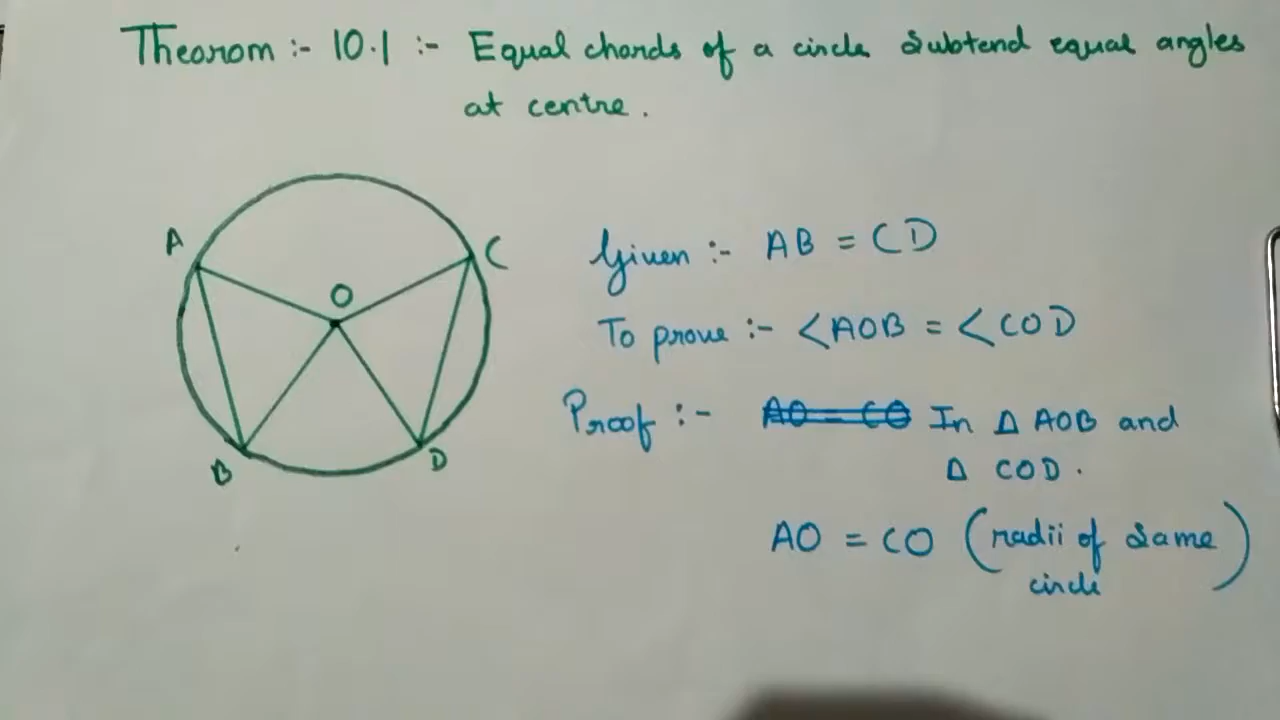 Theorom :- 10.1 :- Equal chords of a circle subtend equal angles
at centre.
A
C
O
B
D
Given :- AB = CD
To prove :- <AOB = <COD
Proof :- AO = CO In Δ AOB and
Δ COD.
AO = CO (radii of same
circle)